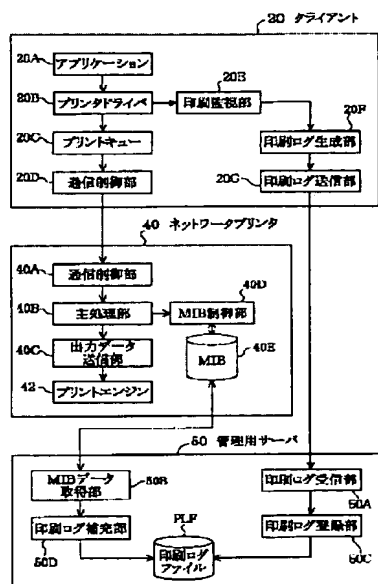 20 クライアント
20A アプリケーション
20B プリンタドライバ
20E 印刷監視部
20C プリントキュー
20F 印刷ログ生成部
20D 通信制御部
20G 印刷ログ送信部
40 ネットワークプリンタ
40A 通信制御部
40B 主処理部
40D MIB制御部
40C 出力データ送信部
40E MIB
42 プリントエンジン
50 管理用サーバ
MIBデータ取得部 50B
印刷ログ受信部 50A
印刷ログ補充部 50D
PLF 印刷ログファイル
印刷ログ登録部 50C